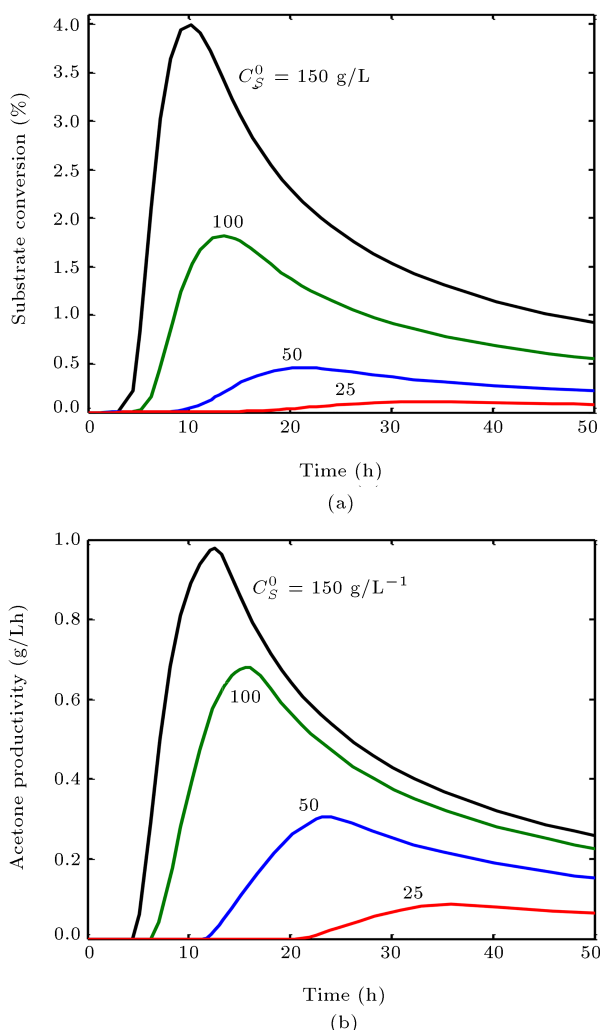 4.0
3.5
3.0
2.5
2.0
1.5
1.0
0.5
0.0
Substrate conversion (%)
C_S^0 = 150 g/L
100
50
25
0 10 20 30 40 50
Time (h)
(a)
1.0
0.8
0.6
0.4
0.2
0.0
Acetone productivity (g/Lh)
C_S^0 = 150 g/L^{−1}
100
50
25
0 10 20 30 40 50
Time (h)
(b)